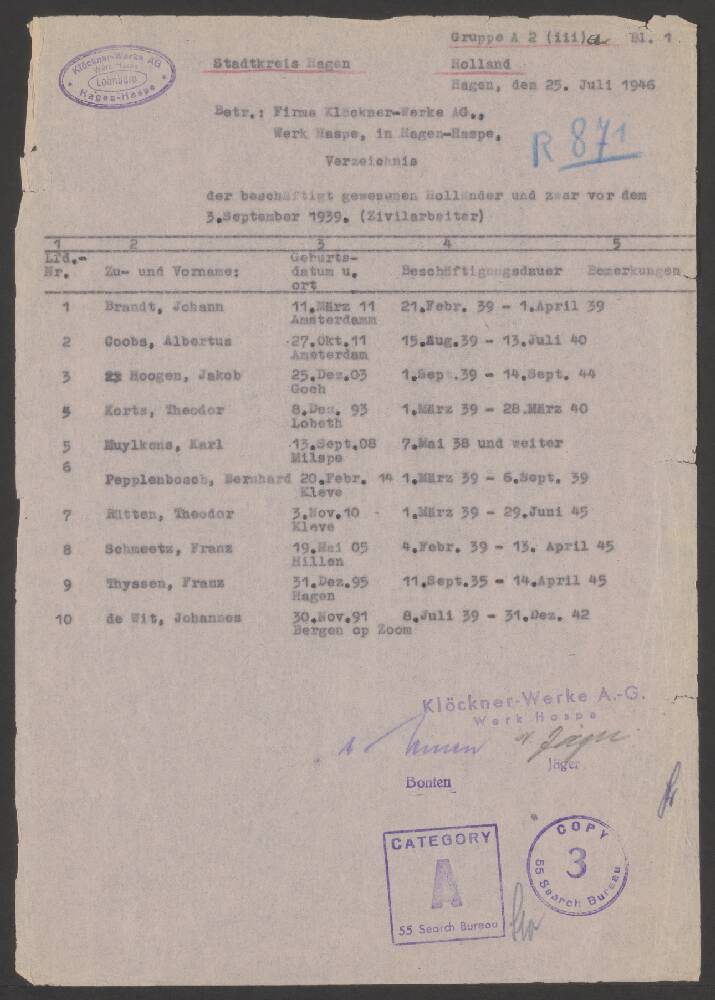 Gruppe A 2 (iii) Bl. 1
Klöckner-Werke AG
Werk Haspe
Lohnbüro
Hagen-Haspe
Stadtkreis Hagen Holland
Hagen, den 25. Juli 1946
Betr.: Firma Klöckner-Werke AG.,
Werk Haspe, in Hagen-Haspe,
R 871
Verzeichnis
der beschäftigt gewesenen Holländer und zwar vor dem
3.September 1939. (Zivilarbeiter)
1 2 3 4 5
Lfd.-
Nr. Zu- und Vorname: Geburts-
datum u.
ort Beschäftigungsdauer Bemerkungen
1 Brandt, Johann 11.März 11 21.Febr. 39 - 1.April 39
Amsterdamm
2 Coobs, Albertus 27.Okt.11 15.Aug.39 - 13.Juli 40
Amsterdam
3 Hoogen, Jakob 25.Dez.03 1.Sept.39 - 14.Sept. 44
Goch
4 Korts, Theodor 8.Dez. 93 1.März 39 - 28.März 40
Lobeth
5 Muylkens, Karl 13.Sept.08 7.Mai 38 und weiter
Milspe
6
Pepplenbosch, Bernhard 20.Febr. 14 1.März 39 - 6.Sept. 39
Kleve
7 Rütten, Theodor 3.Nov.10 - 1.März 39 - 29.Juni 45
Kleve
8 Schmeetz, Franz 19.Mai 05 4.Febr. 39 - 13. April 45
Hillen
9 Thyssen, Franz 31.Dez.95 11.Sept.35 - 14.April 45
Hagen
10 de Wit, Johannes 30.Nov.91 8.Juli 39 - 31.Dez. 42
Bergen op Zoom
Klöckner-Werke A.-G.
Werk Haspe
Jäger
Bonten
CATEGORY
A
55 Search Bureau
COPY
3
55 Search Bureau